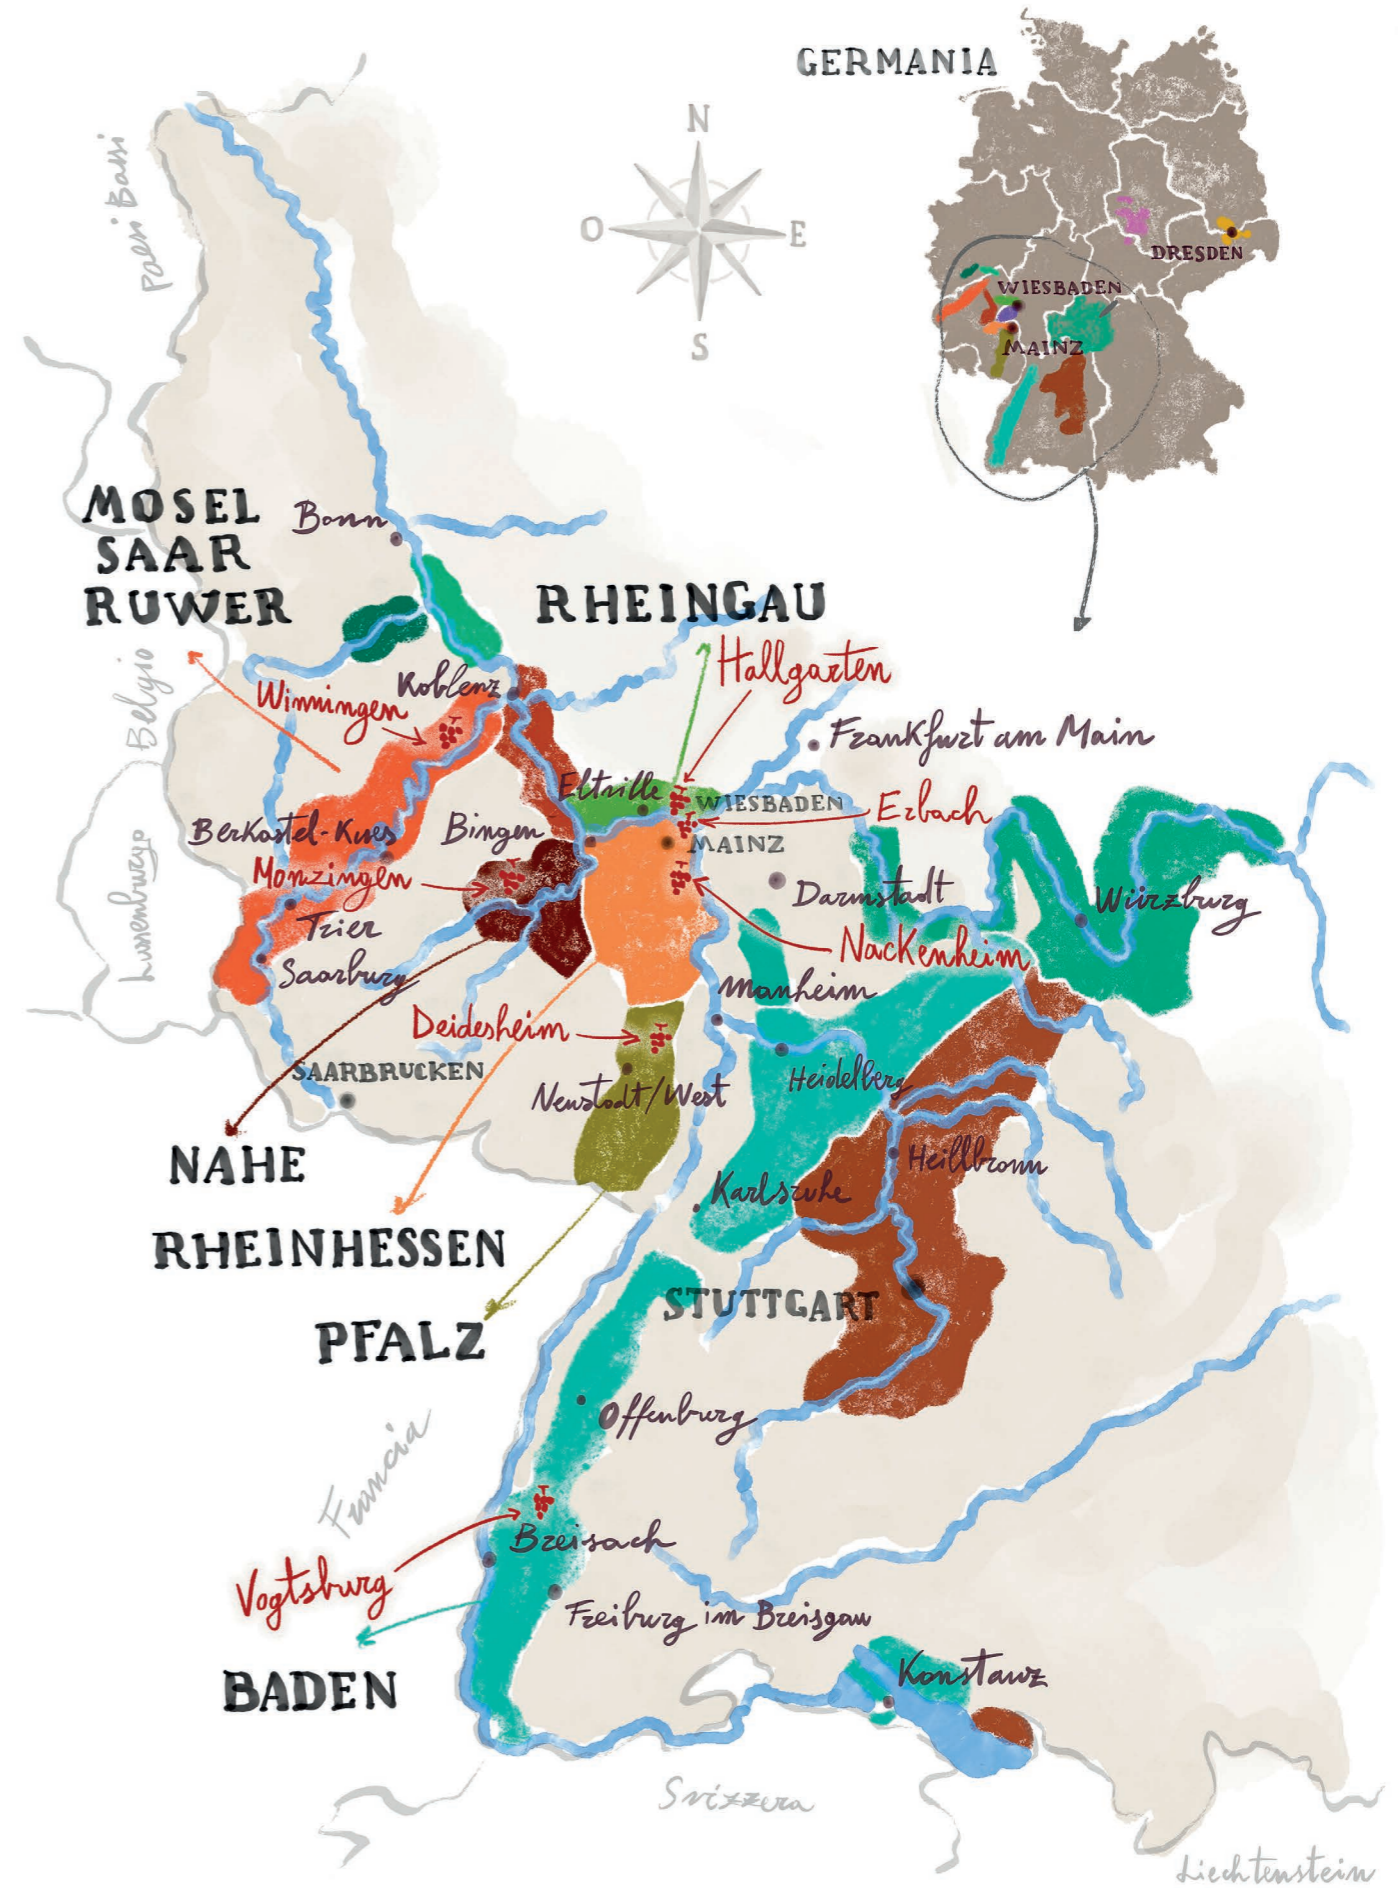 GERMANIA
N
O
E
S
Paesi Bassi
DRESDEN
WIESBADEN
MAINZ
MOSEL
SAAR
RUWER
Bonn
RHEINGAU
Hallgarten
Belgio
Koblenz
Winningen
Frankfurt am Main
Eltville
WIESBADEN
Erbach
Berkastel-Kues
Bingen
MAINZ
Monzingen
Darmstadt
Würzburg
Lussemburgo
Trier
Nackenheim
Saarburg
Manheim
Deidesheim
SAARBRUCKEN
Heidelberg
Neustadt/West
NAHE
Heillbronn
Karlsruhe
RHEINHESSEN
STUTTGART
PFALZ
Offenburg
Francia
Breisach
Vogtsburg
Freiburg im Breisgau
BADEN
Konstanz
Svizzera
Liechtenstein